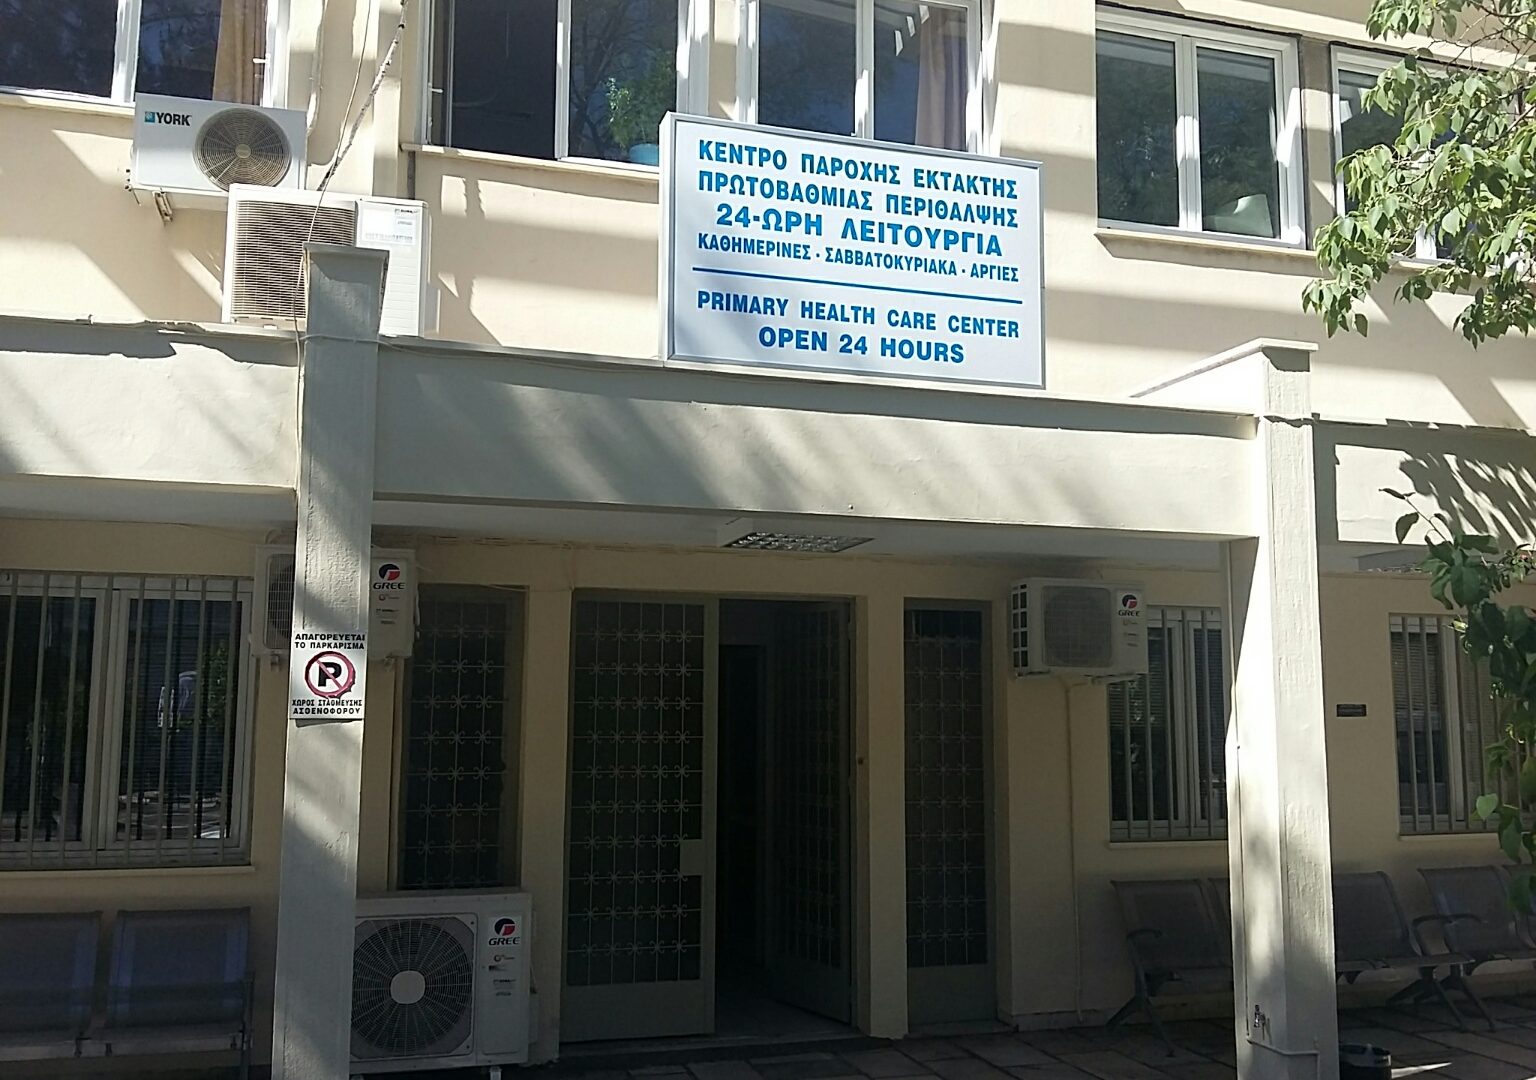 YORK
ΚΕΝΤΡΟ ΠΑΡΟΧΗΣ ΕΚΤΑΚΤΗΣ
ΠΡΩΤΟΒΑΘΜΙΑΣ ΠΕΡΙΘΑΛΨΗΣ
24-ΩΡΗ ΛΕΙΤΟΥΡΓΙΑ
ΚΑΘΗΜΕΡΙΝΕΣ · ΣΑΒΒΑΤΟΚΥΡΙΑΚΑ · ΑΡΓΙΕΣ
PRIMARY HEALTH CARE CENTER
OPEN 24 HOURS
GREE
GREE
ΑΠΑΓΟΡΕΥΕΤΑΙ
ΤΟ ΠΑΡΚΑΡΙΣΜΑ
P
ΧΩΡΟΣ ΣΤΑΘΜΕΥΣΗΣ
ΑΣΘΕΝΟΦΟΡΟΥ
GREE